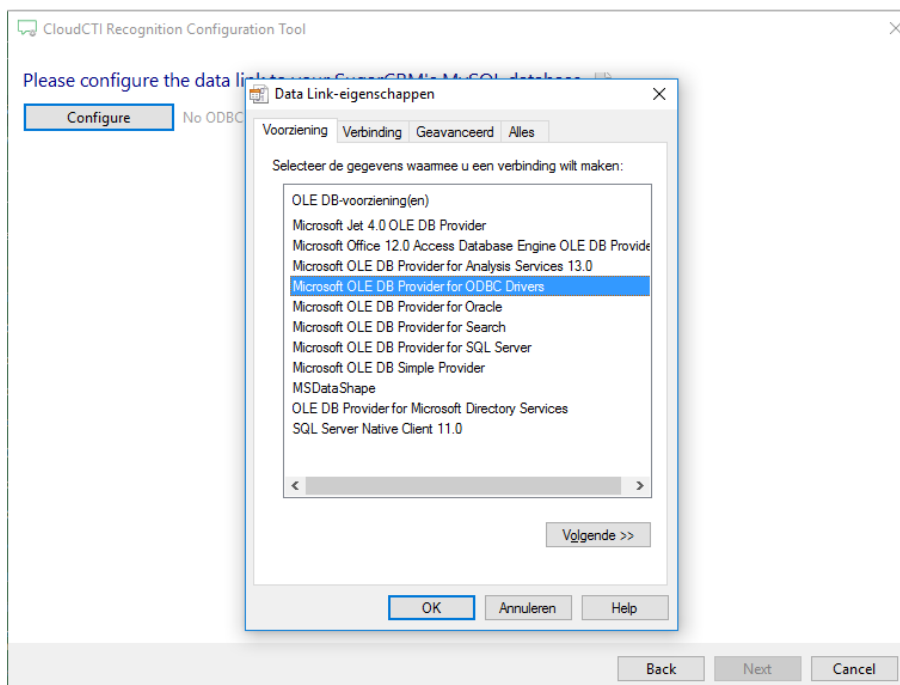 CloudCTI Recognition Configuration Tool
Please configure the data link to your SugarCRM's MySQL database
Configure
No ODBC
Data Link-eigenschappen
Voorziening
Verbinding
Geavanceerd
Alles
Selecteer de gegevens waarmee u een verbinding wilt maken:
OLE DB-voorziening(en)
Microsoft Jet 4.0 OLE DB Provider
Microsoft Office 12.0 Access Database Engine OLE DB Provide
Microsoft OLE DB Provider for Analysis Services 13.0
Microsoft OLE DB Provider for ODBC Drivers
Microsoft OLE DB Provider for Oracle
Microsoft OLE DB Provider for Search
Microsoft OLE DB Provider for SQL Server
Microsoft OLE DB Simple Provider
MSDataShape
OLE DB Provider for Microsoft Directory Services
SQL Server Native Client 11.0
Volgende >>
OK
Annuleren
Help
Back
Next
Cancel